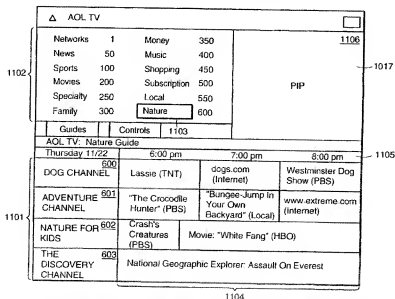 AOL TV
1106
Networks 1 Money 350
News 50 Music 400
Sports 100 Shopping 450
Movies 200 Subscription 500
Specialty 250 Local 550
Family 300 Nature 600
1102
1017
PIP
Guides Controls 1103
AOL TV: Nature Guide
Thursday 11/22 6:00 pm 7:00 pm 8:00 pm
1105
600
DOG CHANNEL
Lassie (TNT)
dogs.com
(Internet)
Westminster Dog
Show (PBS)
601
ADVENTURE
CHANNEL
"The Crocodile
Hunter" (PBS)
"Bungee-Jump In
Your Own
Backyard" (Local)
www.extreme.com
(Internet)
1101
602
NATURE FOR
KIDS
Crash's
Creatures
(PBS)
Movie: "White Fang" (HBO)
603
THE
DISCOVERY
CHANNEL
National Geographic Explorer: Assault On Everest
1104